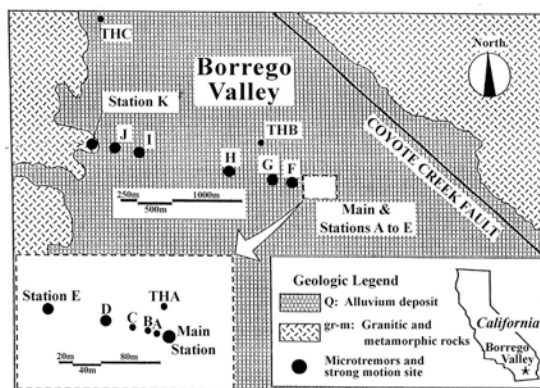 THC
North
Borrego
Valley
Station K
J
I
THB
H
G
F
COYOTE CREEK FAULT
250m
1000m
500m
Main &
Stations A to E
Station E
D
C
B
A
THA
Main
Station
20m
80m
40m
Geologic Legend
Q: Alluvium deposit
gr-m: Granitic and
metamorphic rocks
Microtremors and
strong motion site
California
Borrego
Valley